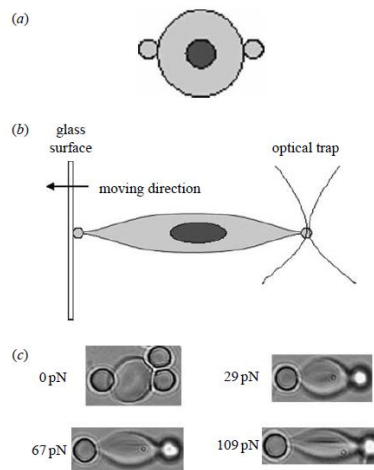 (a)
(b)
glass
surface
optical trap
moving direction
(c)
0 pN
29 pN
67 pN
109 pN